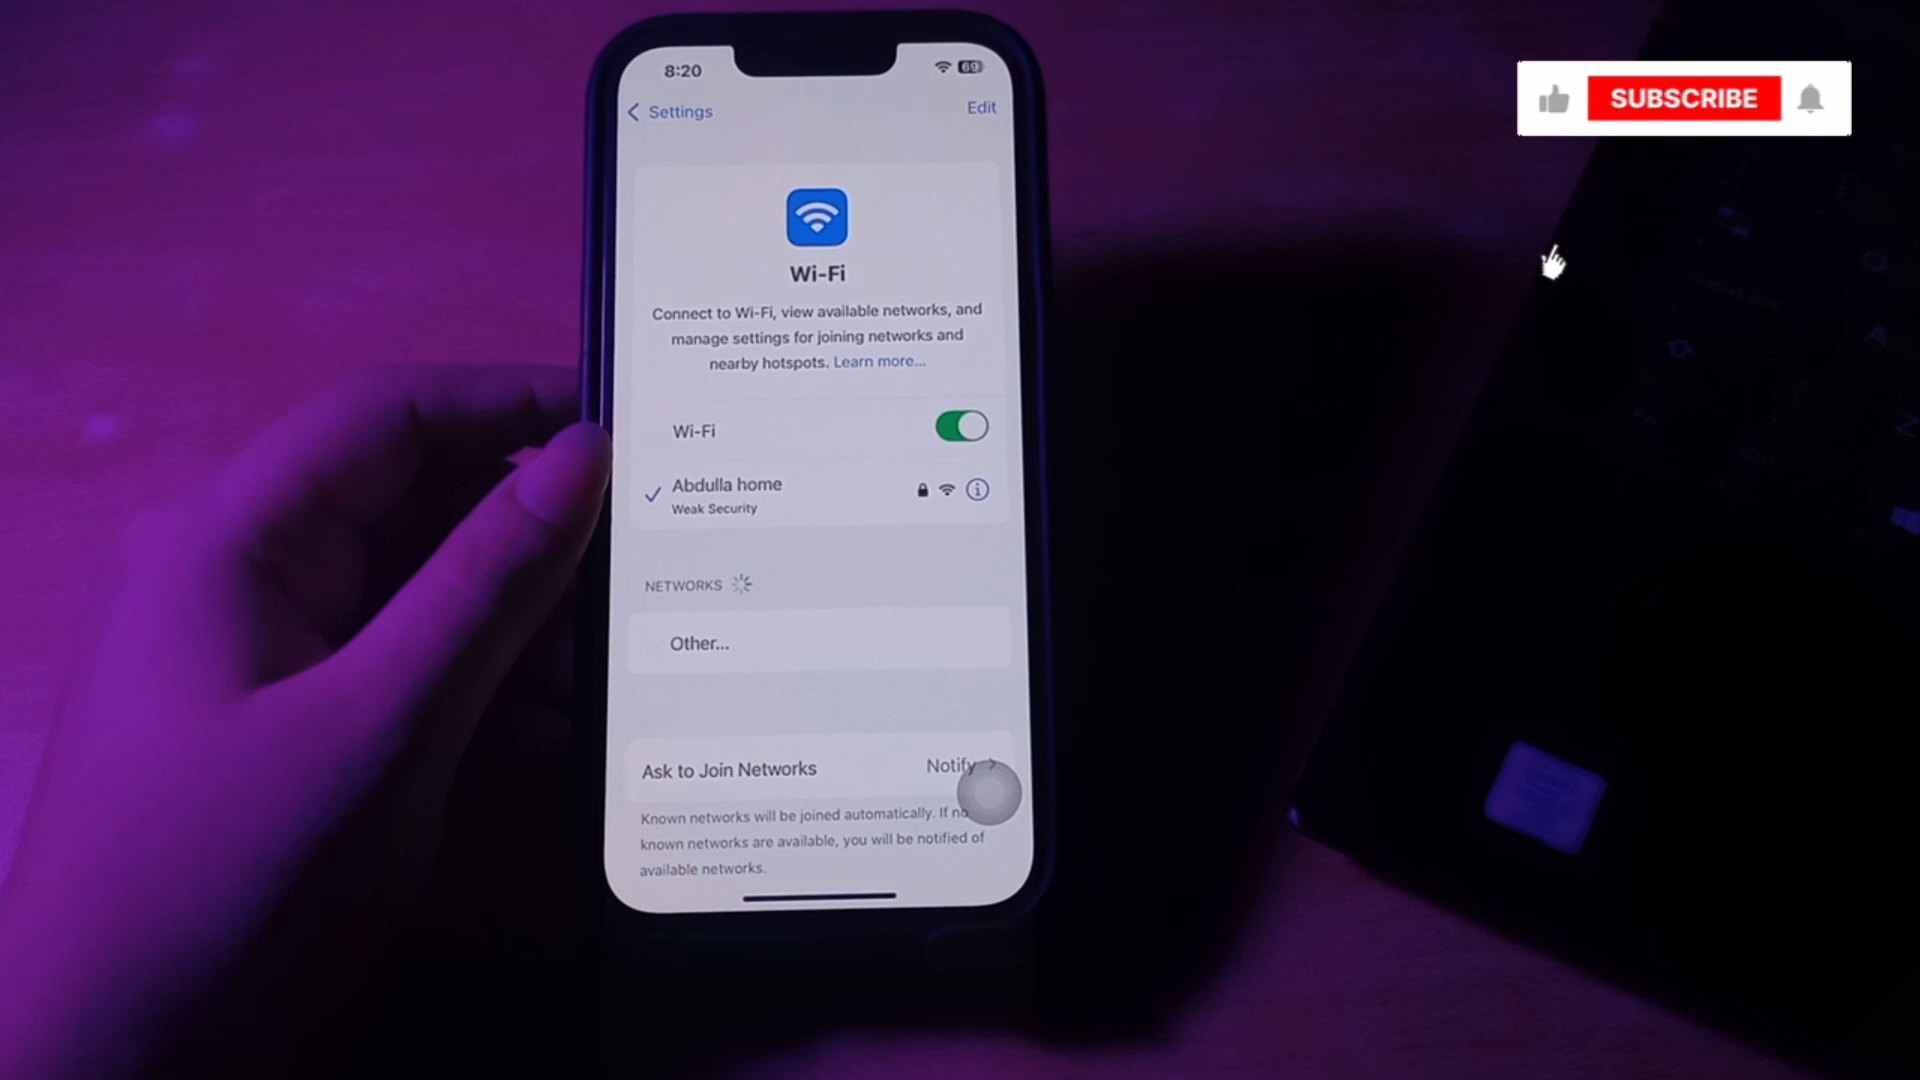 8:20
69
SUBSCRIBE
Settings
Edit
Wi-Fi
Connect to Wi-Fi, view available networks, and
manage settings for joining networks and
nearby hotspots. Learn more...
Wi-Fi
Abdulla home
Weak Security
NETWORKS
Other...
Ask to Join Networks
Notify
Known networks will be joined automatically. If no
known networks are available, you will be notified of
available networks.